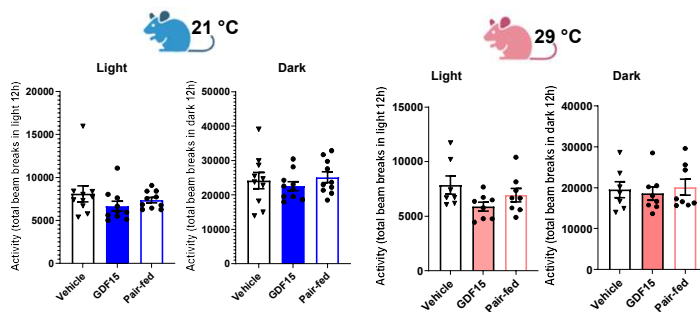 21 °C
29 °C
Light
Dark
Light
Dark
Activity (total beam breaks in light 12h)
20000
15000
10000
5000
0
Vehicle
GDF15
Pair-fed
Activity (total beam breaks in dark 12h)
50000
40000
30000
20000
10000
0
Vehicle
GDF15
Pair-fed
Activity (total beam breaks in light 12h)
15000
10000
5000
0
Vehicle
GDF15
Pair-fed
Activity (total beam breaks in dark 12h)
40000
30000
20000
10000
0
Vehicle
GDF15
Pair-fed